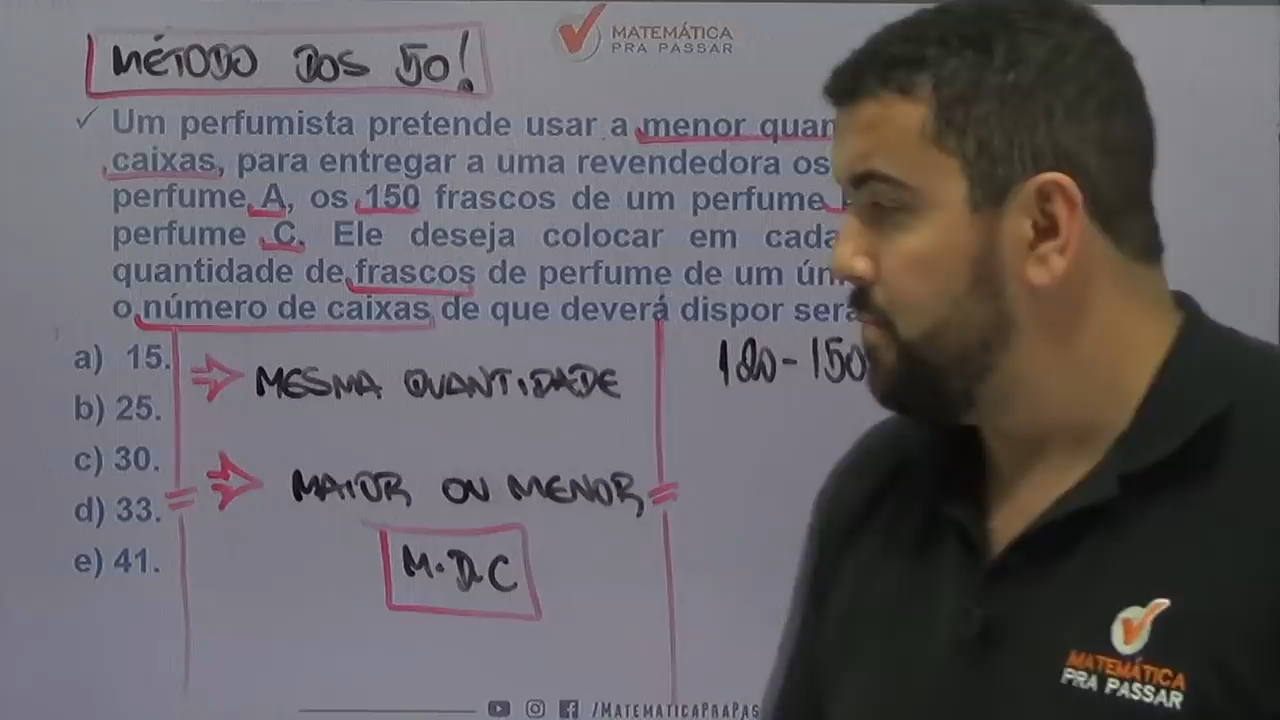 MÉTODO DOS 50!
MATEMÁTICA
PRA PASSAR
✓ Um perfumista pretende usar a menor
caixas, para entregar a uma revendedora os
perfume A, os 150 frascos de um perfume
perfume C. Ele deseja colocar em cada
quantidade de frascos de perfume de um
o número de caixas de que deverá dispor será
a) 15.
b) 25.
c) 30.
d) 33.
e) 41.
MESMA QUANTIDADE
MAIOR OU MENOR
M.D.C
120-150
MATEMÁTICA
PRA PASSAR
/MATEMATICAPRAPAS